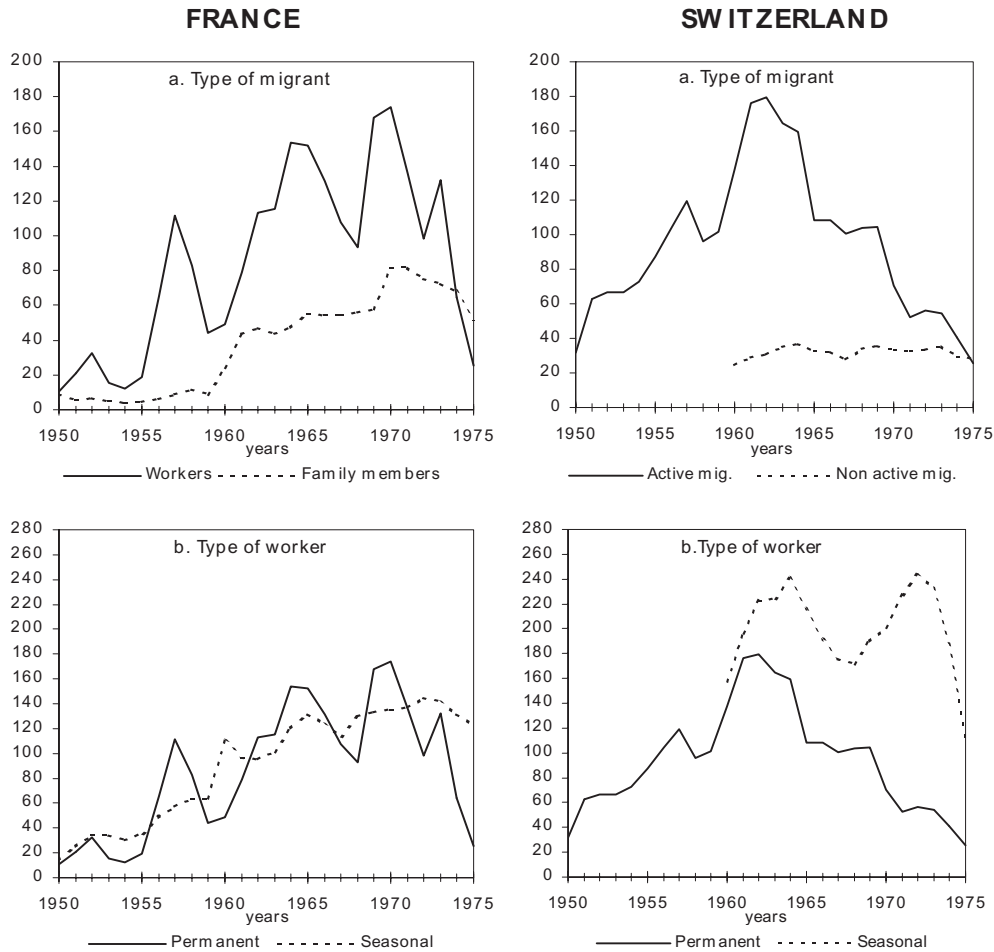 FRANCE
SWITZERLAND
a. Type of migrant
200
180
160
140
120
100
80
60
40
20
0
1950 1955 1960 1965 1970 1975
years
Workers Family members
a. Type of migrant
200
180
160
140
120
100
80
60
40
20
0
1950 1955 1960 1965 1970 1975
years
Active mig. Non active mig.
b. Type of worker
280
260
240
220
200
180
160
140
120
100
80
60
40
20
0
1950 1955 1960 1965 1970 1975
years
Permanent Seasonal
b.Type of worker
280
260
240
220
200
180
160
140
120
100
80
60
40
20
0
1950 1955 1960 1965 1970 1975
years
Permanent Seasonal